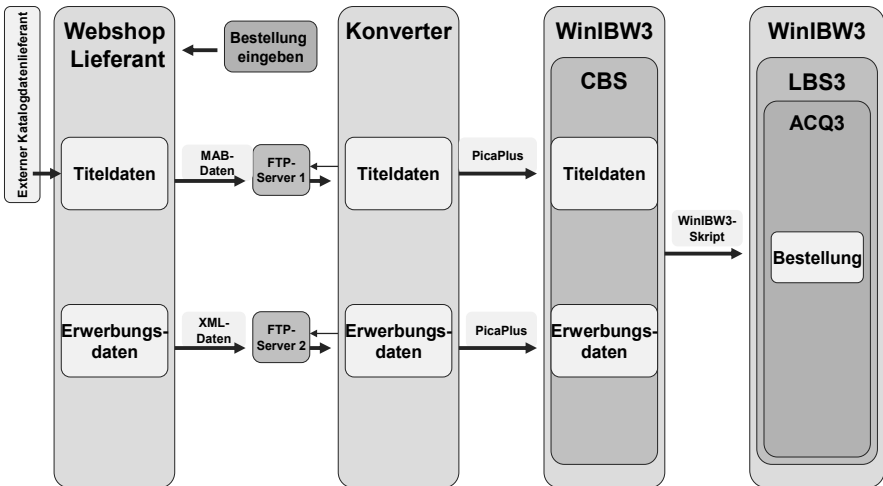 Externer Katalogdatenlieferant
Webshop
Lieferant
Bestellung
eingeben
Konverter
WinIBW3
CBS
WinIBW3
LBS3
ACQ3
Titeldaten
MAB-
Daten
FTP-
Server 1
Titeldaten
PicaPlus
Titeldaten
WinIBW3-
Skript
Bestellung
Erwerbungs-
daten
XML-
Daten
FTP-
Server 2
Erwerbungs-
daten
PicaPlus
Erwerbungs-
daten